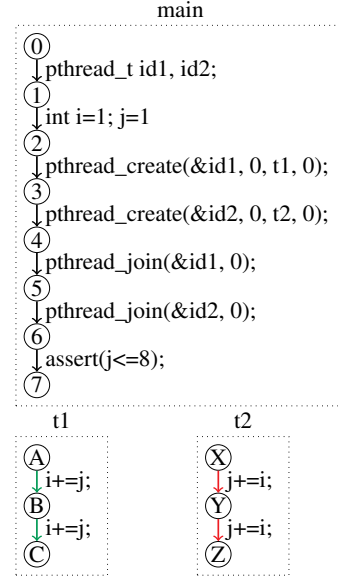 main
0
pthread_t id1, id2;
1
int i=1; j=1
2
pthread_create(&id1, 0, t1, 0);
3
pthread_create(&id2, 0, t2, 0);
4
pthread_join(&id1, 0);
5
pthread_join(&id2, 0);
6
assert(j<=8);
7
t1 t2
A X
i+=j; j+=i;
B Y
i+=j; j+=i;
C Z